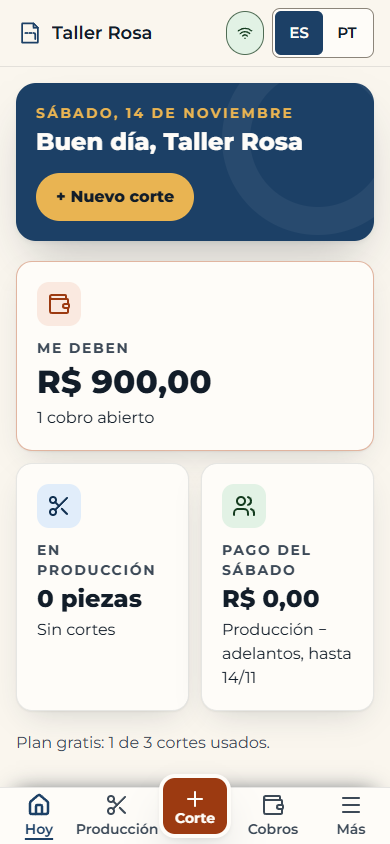 Taller Rosa
ES PT
SÁBADO, 14 DE NOVIEMBRE
Buen día, Taller Rosa
+ Nuevo corte
ME DEBEN
R$ 900,00
1 cobro abierto
EN
PRODUCCIÓN
0 piezas
Sin cortes
PAGO DEL
SÁBADO
R$ 0,00
Producción −
adelantos, hasta
14/11
Plan gratis: 1 de 3 cortes usados.
Hoy
Producción
Corte
Cobros
Más